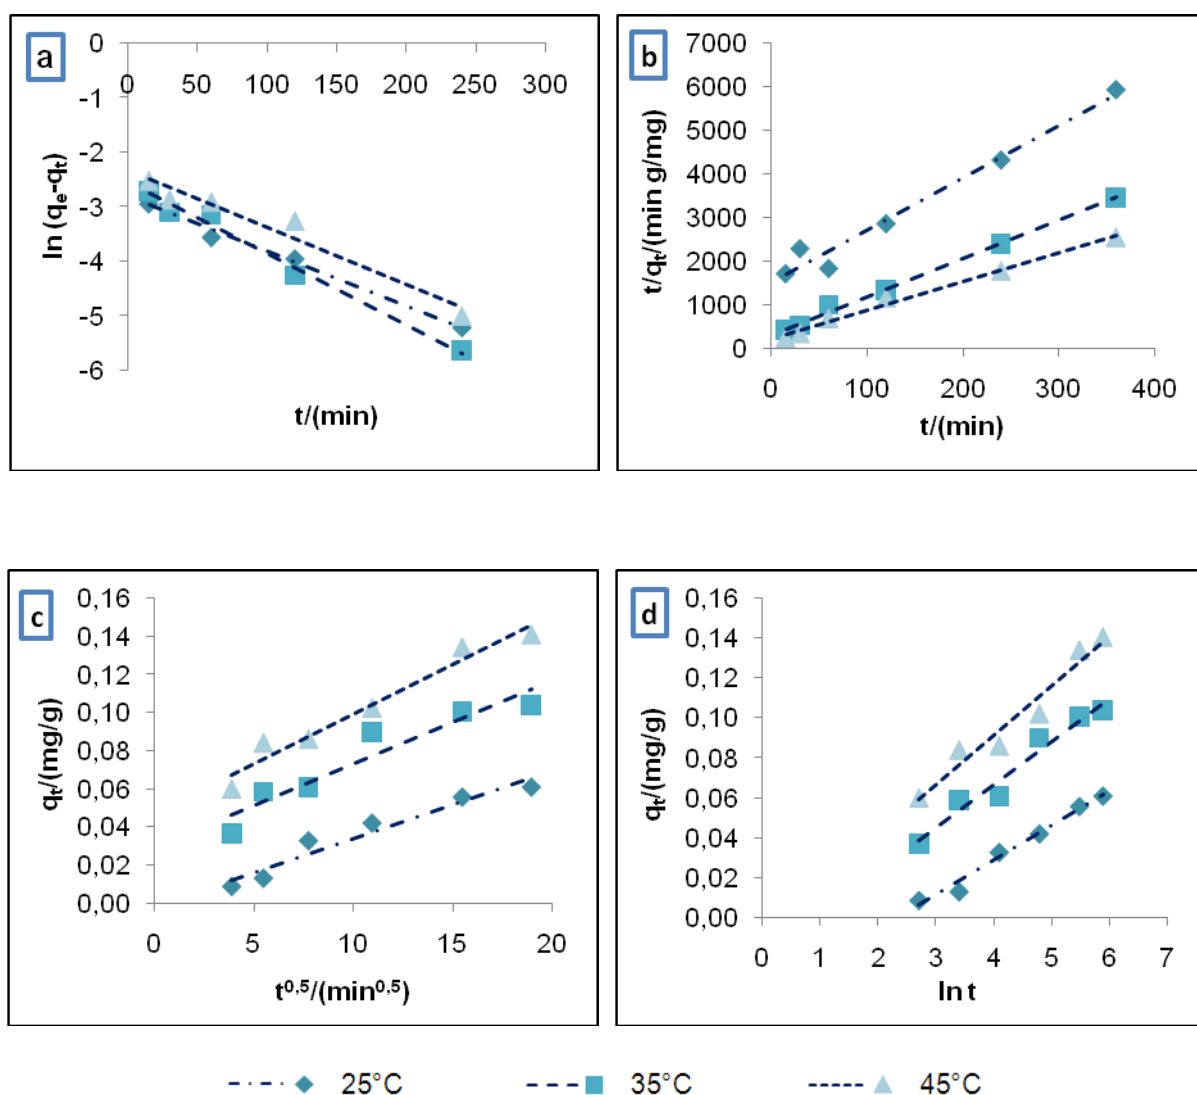 a
0
0 50 100 150 200 250 300
-1
-2
-3
-4
-5
-6
ln (qe-qt)
t/(min)
b
7000
6000
5000
4000
3000
2000
1000
0
0 100 200 300 400
t/qt/(min g/mg)
t/(min)
c
0,16
0,14
0,12
0,10
0,08
0,06
0,04
0,02
0,00
0 5 10 15 20
qt/(mg/g)
t0,5/(min0,5)
d
0,16
0,14
0,12
0,10
0,08
0,06
0,04
0,02
0,00
0 1 2 3 4 5 6 7
qt/(mg/g)
ln t
25°C 35°C 45°C